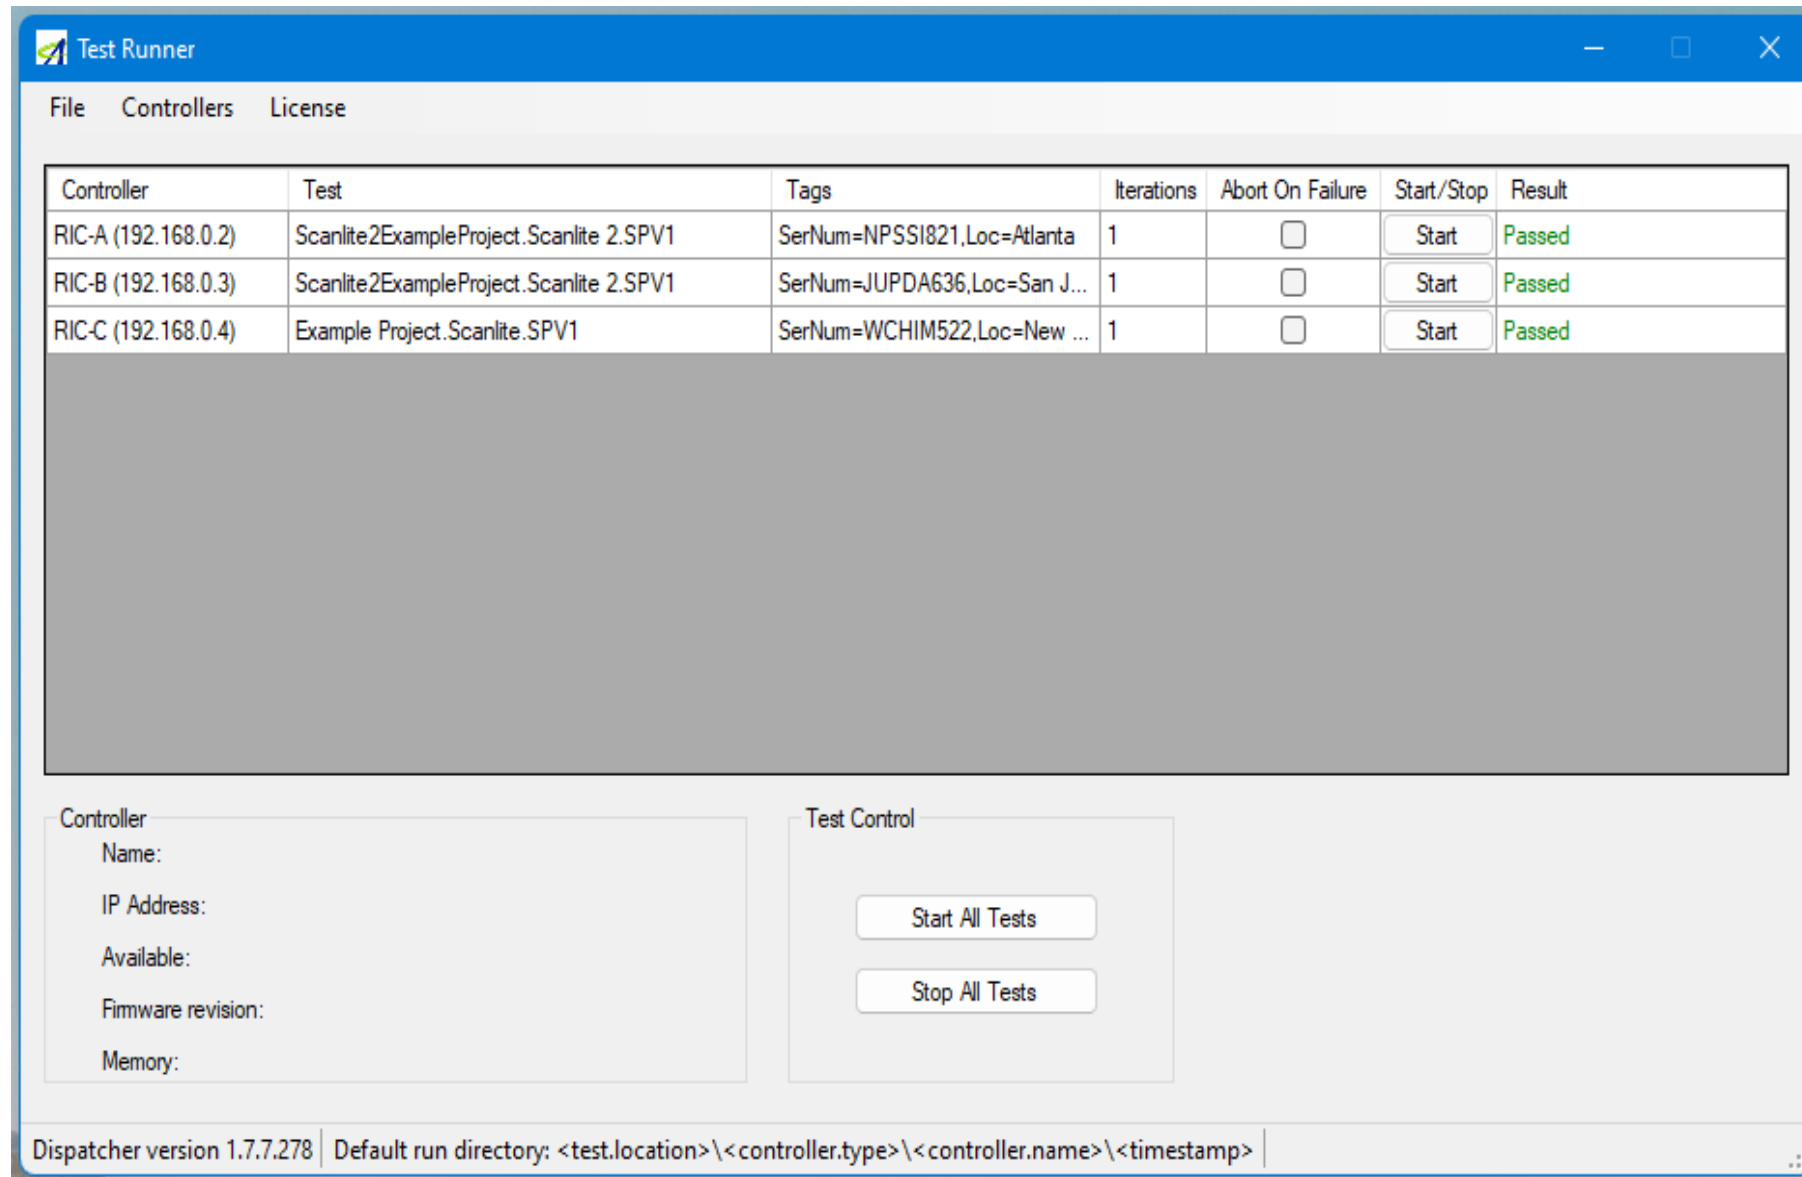 Test Runner
File Controllers License
Controller Test Tags Iterations Abort On Failure Start/Stop Result
RIC-A (192.168.0.2) Scanlite2ExampleProject.Scanlite 2.SPV1 SerNum=NPSSI821,Loc=Atlanta 1 Start Passed
RIC-B (192.168.0.3) Scanlite2ExampleProject.Scanlite 2.SPV1 SerNum=JUPDA636,Loc=San J... 1 Start Passed
RIC-C (192.168.0.4) Example Project.Scanlite.SPV1 SerNum=WCHIM522,Loc=New ... 1 Start Passed
Controller
Name:
IP Address:
Available:
Firmware revision:
Memory:
Test Control
Start All Tests
Stop All Tests
Dispatcher version 1.7.7.278 Default run directory: <test.location>\<controller.type>\<controller.name>\<timestamp>